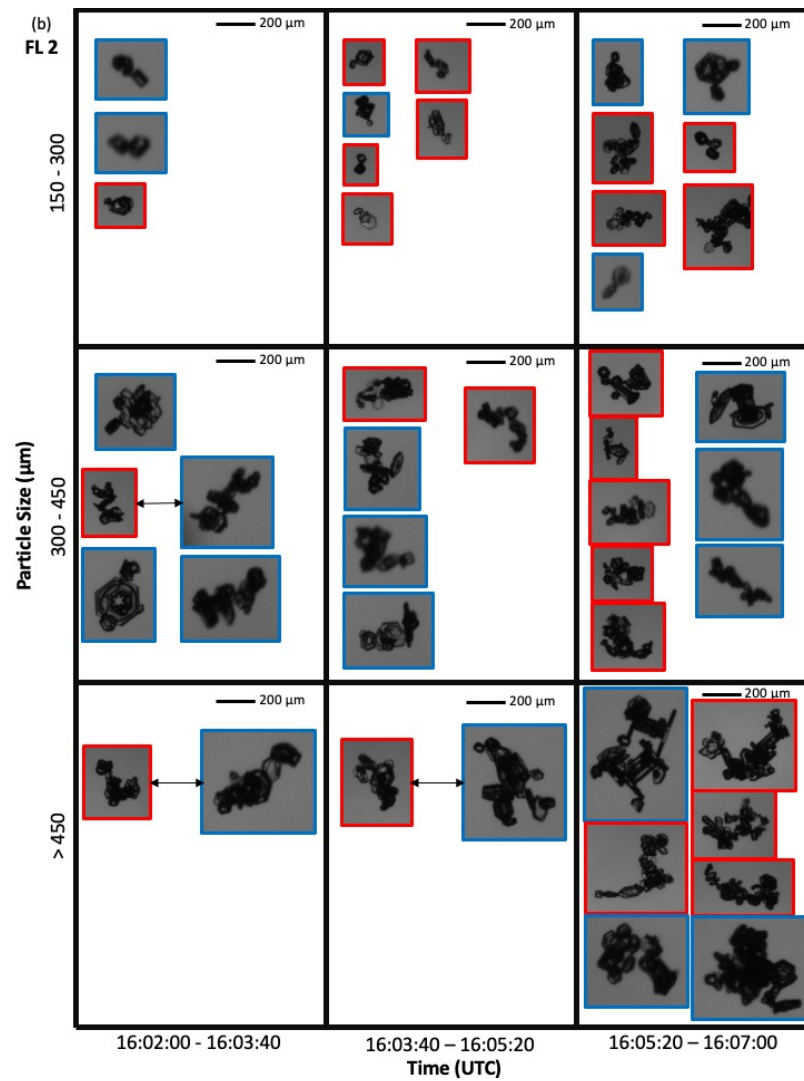 (b)
FL 2
200 µm
200 µm
200 µm
150 - 300
200 µm
200 µm
200 µm
Particle Size (µm)
300 - 450
200 µm
200 µm
200 µm
> 450
16:02:00 - 16:03:40
16:03:40 – 16:05:20
16:05:20 – 16:07:00
Time (UTC)